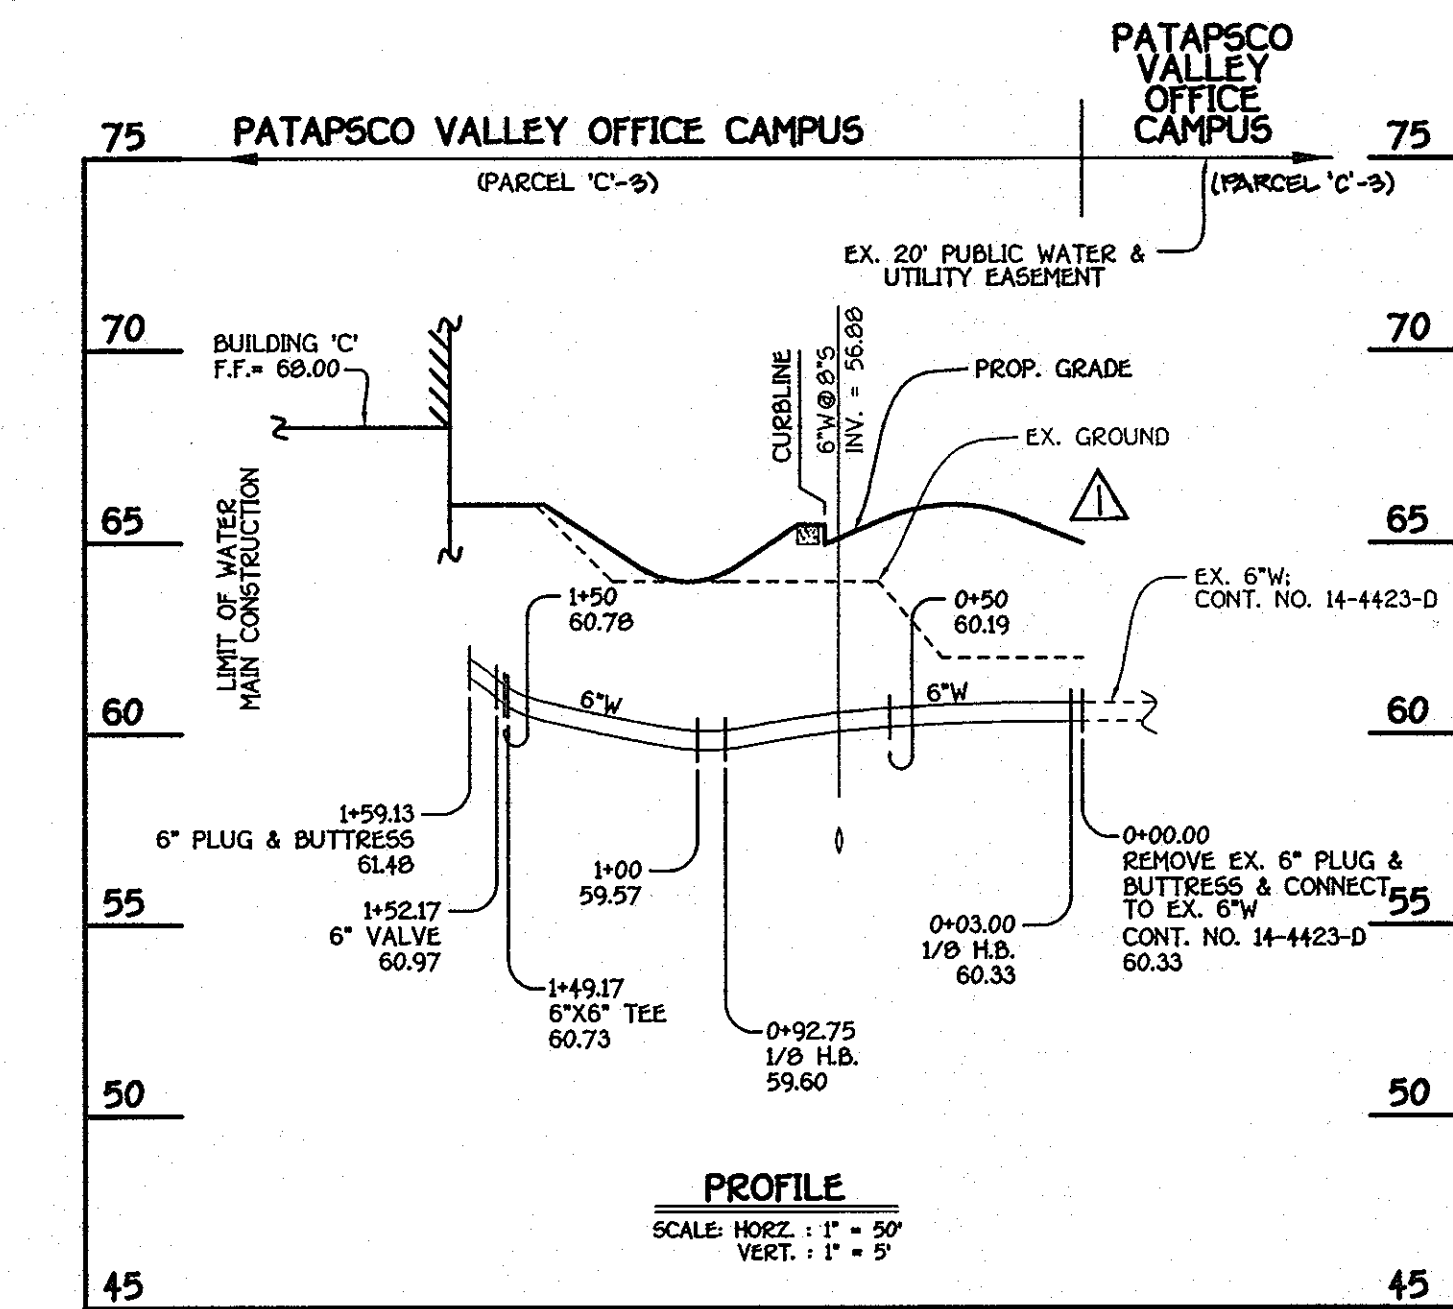 PATAPSCO
VALLEY
OFFICE
CAMPUS
75
PATAPSCO VALLEY OFFICE CAMPUS
75
(PARCEL 'C'-3)
(PARCEL 'C'-3)
EX. 20' PUBLIC WATER &
UTILITY EASEMENT
70
70
BUILDING 'C'
F.F.= 68.00
CURBLINE
6"W @ 8"S
INV. = 56.88
PROP. GRADE
EX. GROUND
1
LIMIT OF WATER
MAIN CONSTRUCTION
65
65
EX. 6"W;
CONT. NO. 14-4423-D
1+50
60.78
0+50
60.19
6"W
6"W
60
60
1+59.13
6" PLUG & BUTTRESS
61.48
1+00
59.57
0+00.00
REMOVE EX. 6" PLUG &
BUTTRESS & CONNECT
TO EX. 6"W
CONT. NO. 14-4423-D
60.33
55
55
1+52.17
6" VALVE
60.97
0+03.00
1/8 H.B.
60.33
1+49.17
6"X6" TEE
60.73
0+92.75
1/8 H.B.
59.60
50
50
PROFILE
SCALE: HORZ. : 1" = 50'
VERT. : 1" = 5'
45
45